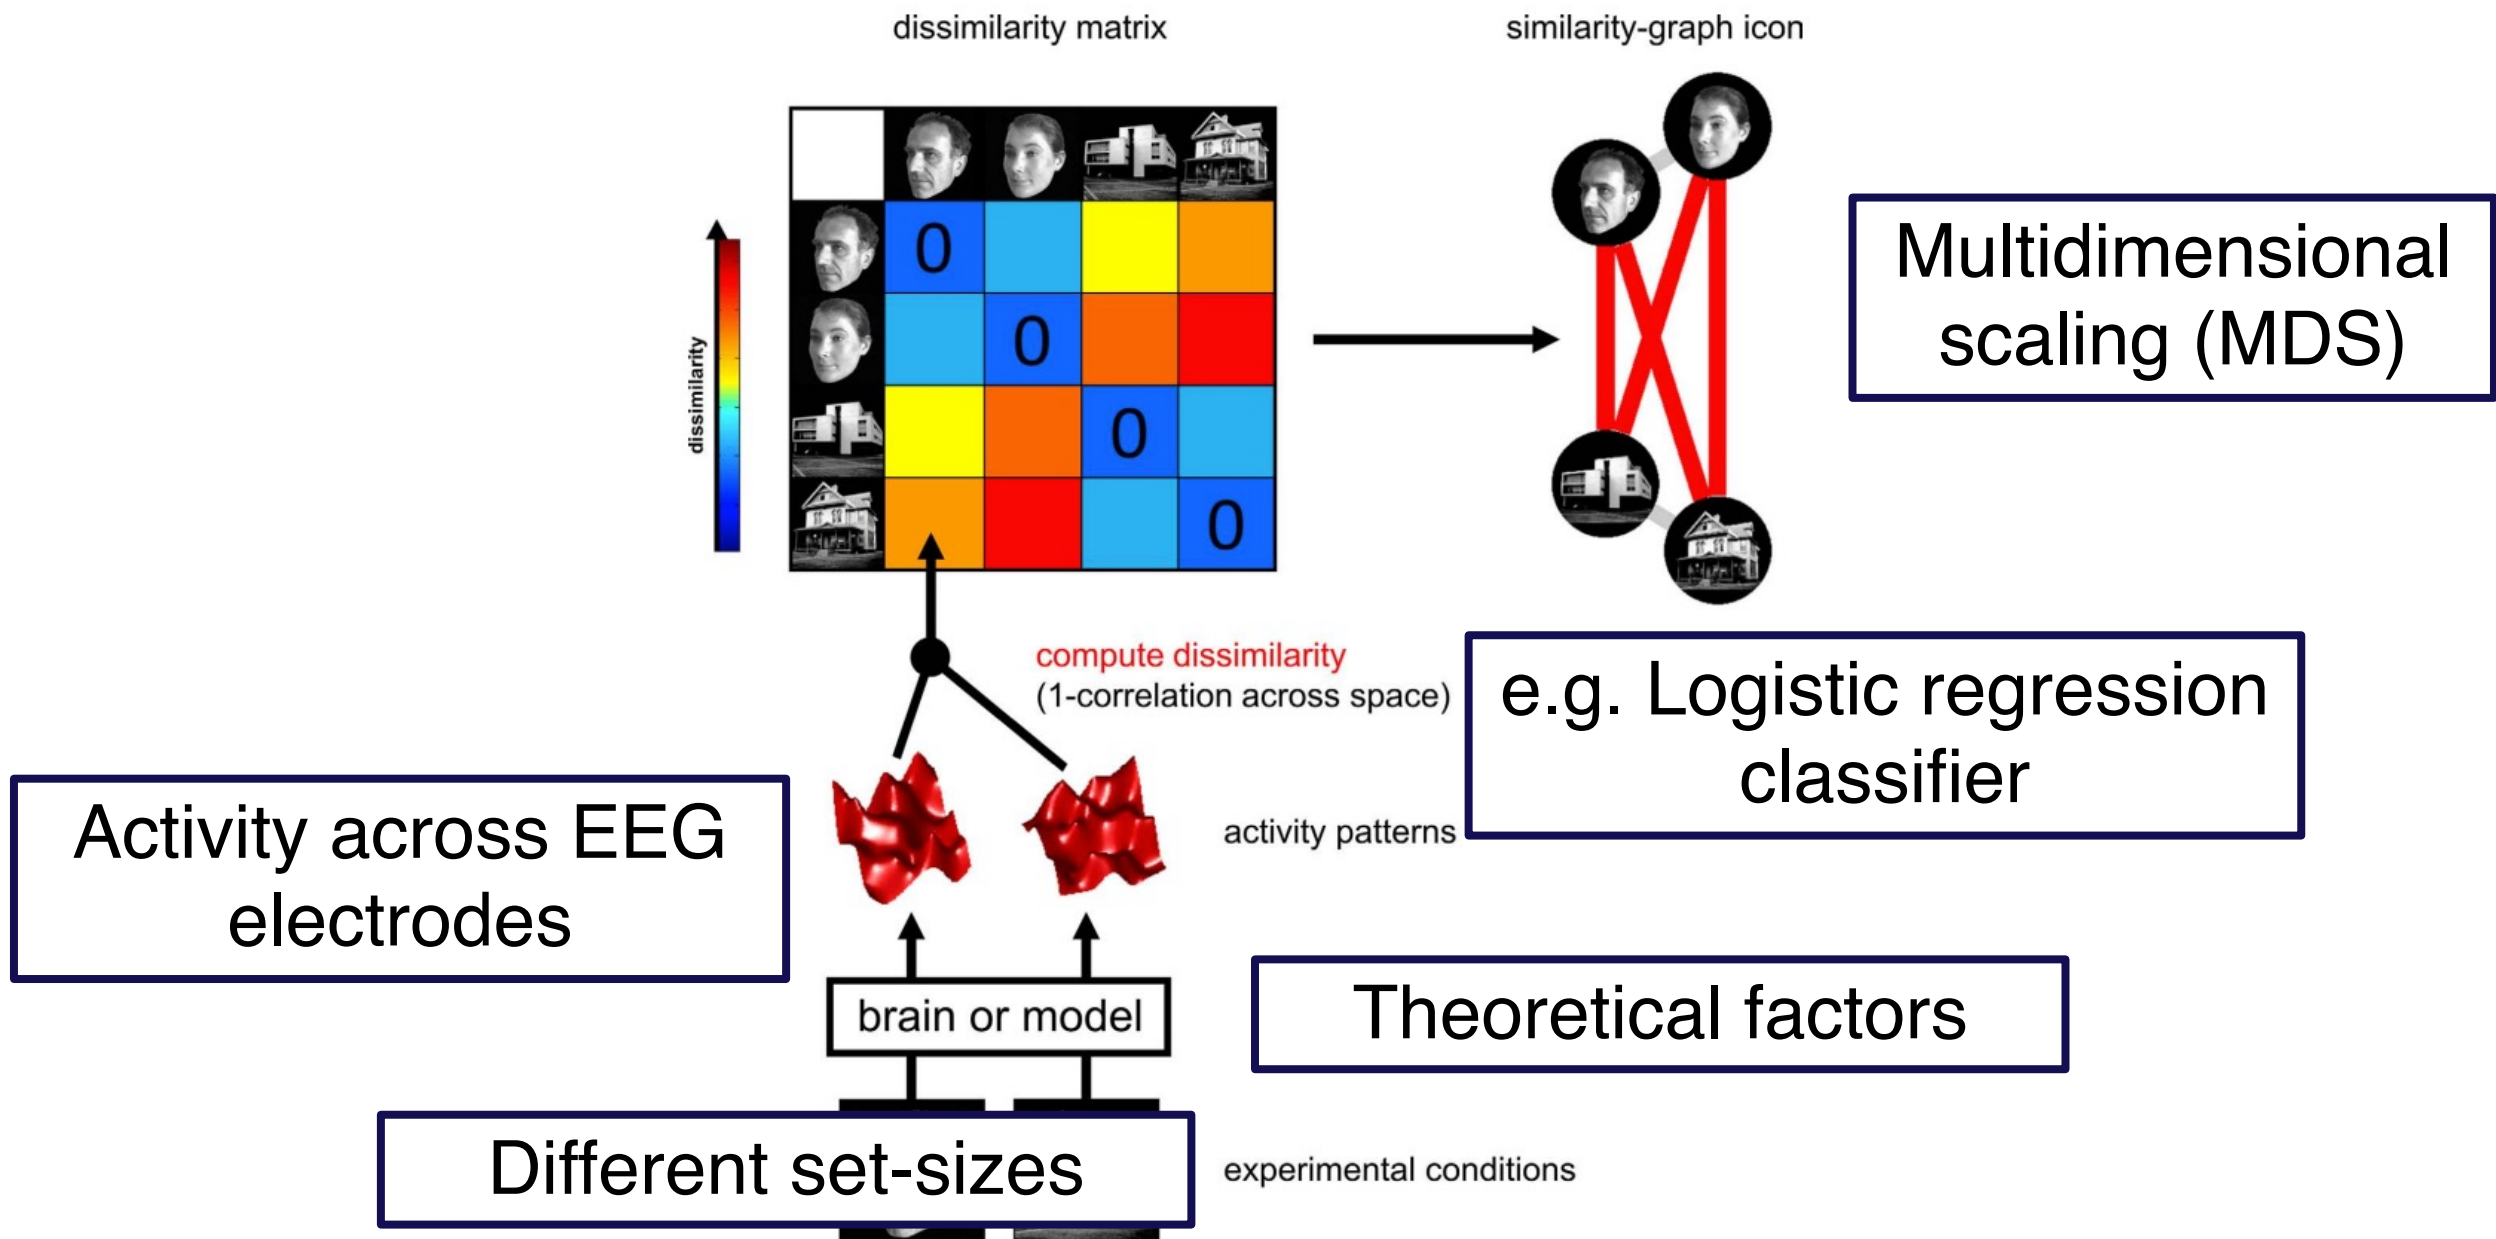 dissimilarity matrix
similarity-graph icon
dissimilarity
0
0
0
0
Multidimensional
scaling (MDS)
compute dissimilarity
(1-correlation across space)
e.g. Logistic regression
classifier
Activity across EEG
electrodes
activity patterns
brain or model
Theoretical factors
Different set-sizes
experimental conditions